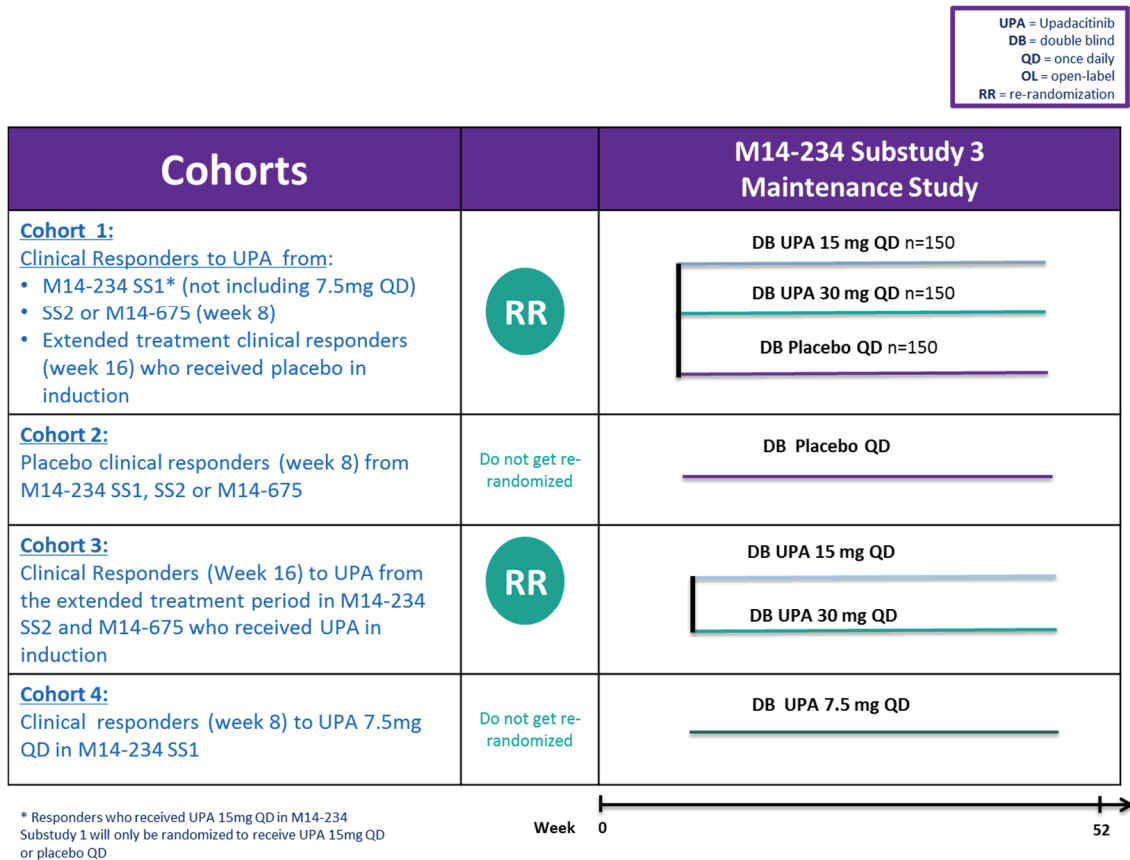 UPA = Upadacitinib
DB = double blind
QD = once daily
OL = open-label
RR = re-randomization
Cohorts
M14-234 Substudy 3
Maintenance Study
Cohort 1:
Clinical Responders to UPA from:
• M14-234 SS1* (not including 7.5mg QD)
• SS2 or M14-675 (week 8)
• Extended treatment clinical responders
(week 16) who received placebo in
induction
RR
DB UPA 15 mg QD n=150
DB UPA 30 mg QD n=150
DB Placebo QD n=150
Cohort 2:
Placebo clinical responders (week 8) from
M14-234 SS1, SS2 or M14-675
Do not get re-
randomized
DB Placebo QD
Cohort 3:
Clinical Responders (Week 16) to UPA from
the extended treatment period in M14-234
SS2 and M14-675 who received UPA in
induction
RR
DB UPA 15 mg QD
DB UPA 30 mg QD
Cohort 4:
Clinical responders (week 8) to UPA 7.5mg
QD in M14-234 SS1
Do not get re-
randomized
DB UPA 7.5 mg QD
* Responders who received UPA 15mg QD in M14-234
Substudy 1 will only be randomized to receive UPA 15mg QD
or placebo QD
Week 0 52